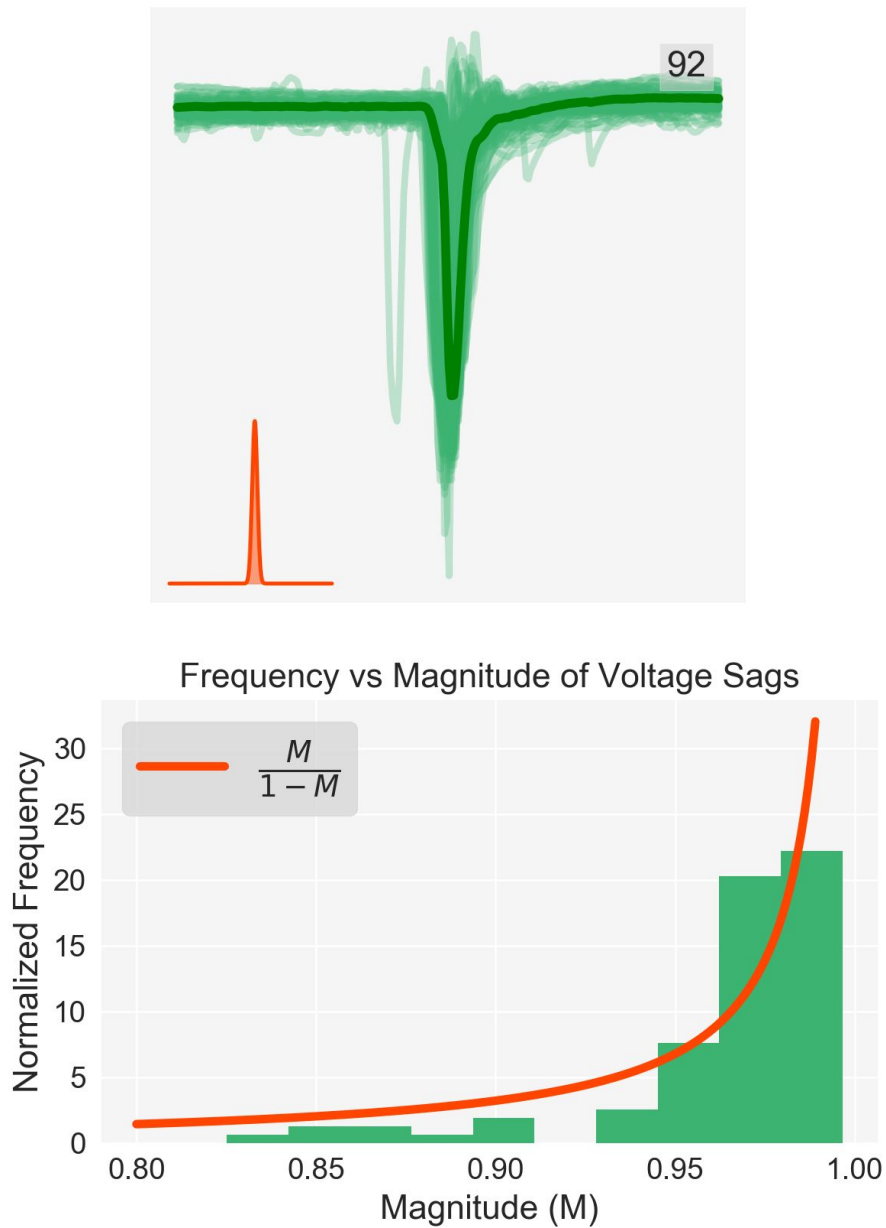 92
Frequency vs Magnitude of Voltage Sags
Normalized Frequency
30
25
20
15
10
5
0
M
1 − M
0.80 0.85 0.90 0.95 1.00
Magnitude (M)